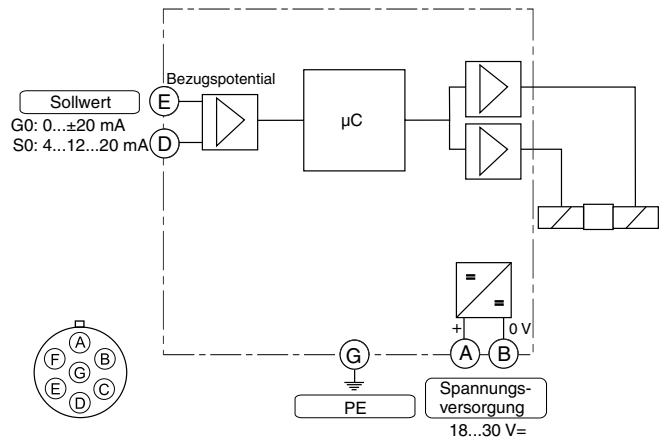 Bezugspotential
Sollwert
E
G0: 0...±20 mA
S0: 4...12...20 mA
D
µC
+
0 V
G
A
B
PE
Spannungs-
versorgung
18...30 V=
A
F
B
G
E
C
D